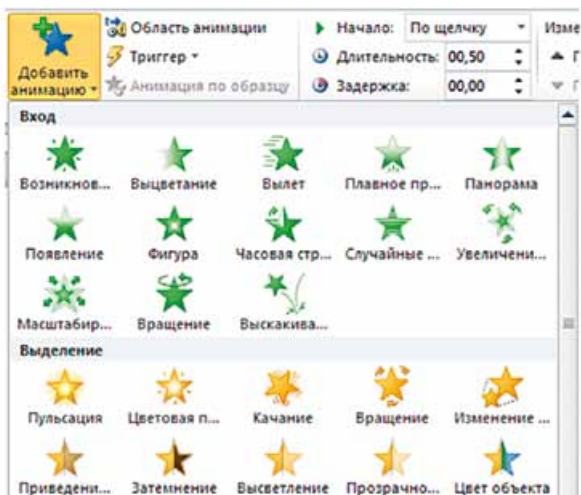 Добавить анимацию
Область анимации
Триггер
Анимация по образцу
Начало: По щелчку
Длительность: 00,50
Задержка: 00,00
Изме
Вход
Возникнов... Выцветание Вылет Плавное пр... Панорама
Появление Фигура Часовая стр... Случайные ... Увеличени...
Масштабир... Вращение Выскакива...
Выделение
Пульсация Цветовая п... Качание Вращение Изменение ...
Приведени... Затемнение Высветление Прозрачно... Цвет объекта